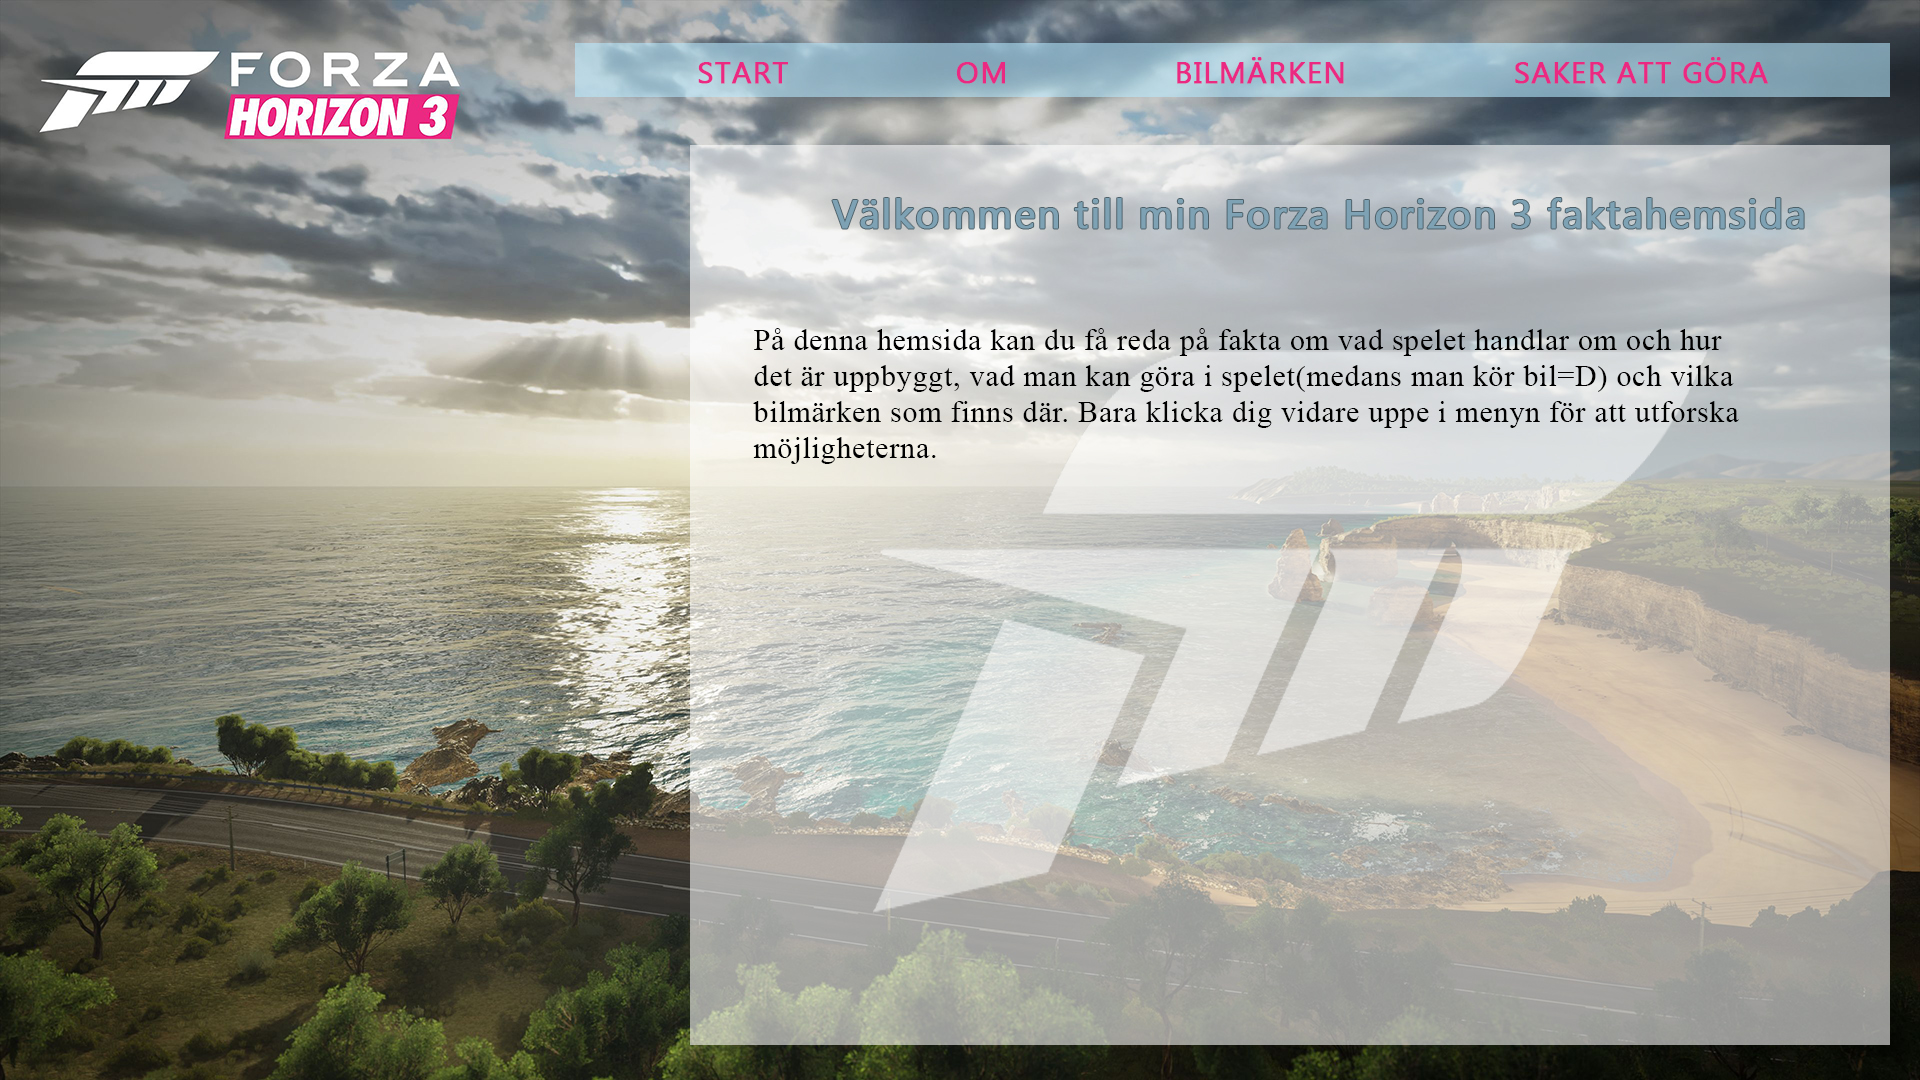 FORZA
HORIZON 3
START OM BILMÄRKEN SAKER ATT GÖRA
Välkommen till min Forza Horizon 3 faktahemsida
På denna hemsida kan du få reda på fakta om vad spelet handlar om och hur
det är uppbyggt, vad man kan göra i spelet(medans man kör bil=D) och vilka
bilmärken som finns där. Bara klicka dig vidare uppe i menyn för att utforska
möjligheterna.